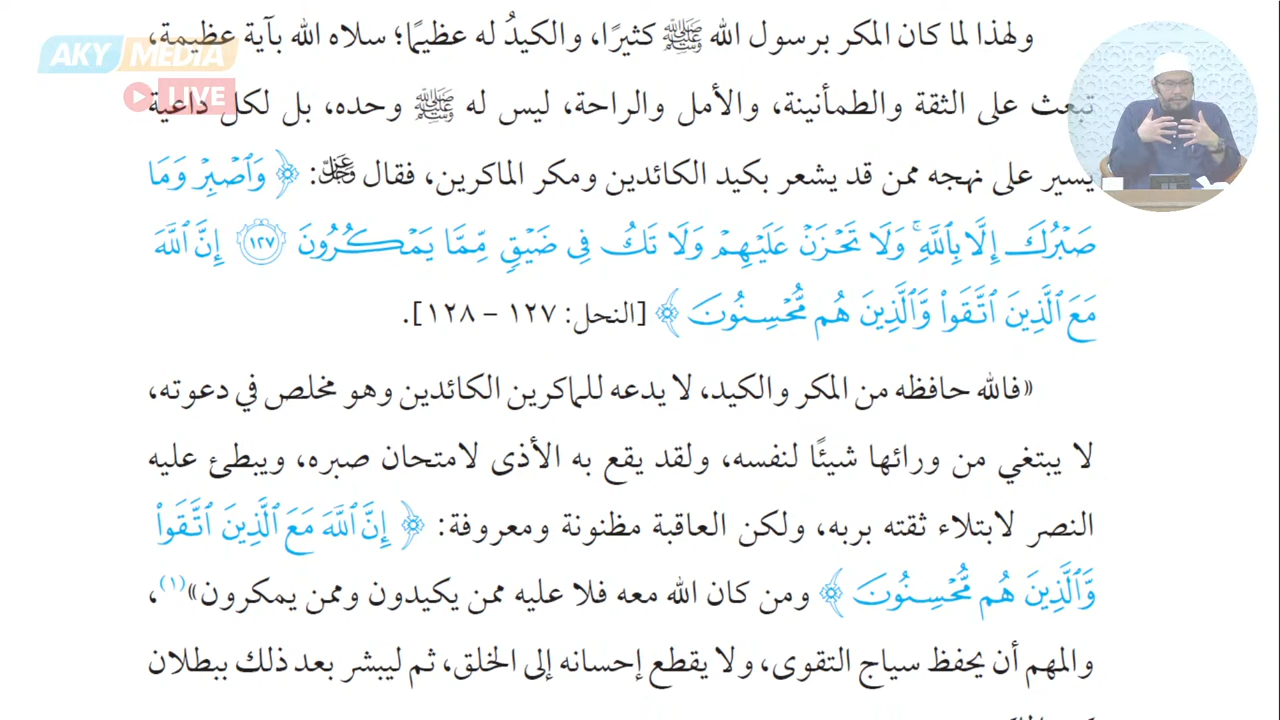 AKY MEDIA
LIVE
ولهذا لما كان المكر برسول الله ﷺ كثيرًا، والكيدُ له عظيمًا؛ سلاه الله بآية عظيمة،
تبعث على الثقة والطمأنينة، والأمل والراحة، ليس له ﷺ وحده، بل لكل داعية
يسير على نهجه ممن قد يشعر بكيد الكائدين ومكر الماكرين، فقال عَزَّوَجَلَّ: ﴿ وَٱصۡبِرۡ وَمَا
صَبۡرُكَ إِلَّا بِٱللَّهِۚ وَلَا تَحۡزَنۡ عَلَيۡهِمۡ وَلَا تَكُ فِي ضَيۡقٖ مِّمَّا يَمۡكُرُونَ ١٢٧ إِنَّ ٱللَّهَ
مَعَ ٱلَّذِينَ ٱتَّقَواْ وَّٱلَّذِينَ هُم مُّحۡسِنُونَ ﴾ [النحل: ١٢٧ – ١٢٨].
«فالله حافظه من المكر والكيد، لا يدعه للماكرين الكائدين وهو مخلص في دعوته،
لا يبتغي من ورائها شيئًا لنفسه، ولقد يقع به الأذى لامتحان صبره، ويبطئ عليه
النصر لابتلاء ثقته بربه، ولكن العاقبة مظنونة ومعروفة: ﴿ إِنَّ ٱللَّهَ مَعَ ٱلَّذِينَ ٱتَّقَواْ
وَّٱلَّذِينَ هُم مُّحۡسِنُونَ ﴾ ومن كان الله معه فلا عليه ممن يكيدون وممن يمكرون»(١)،
والمهم أن يحفظ سياج التقوى، ولا يقطع إحسانه إلى الخلق، ثم ليبشر بعد ذلك ببطلان